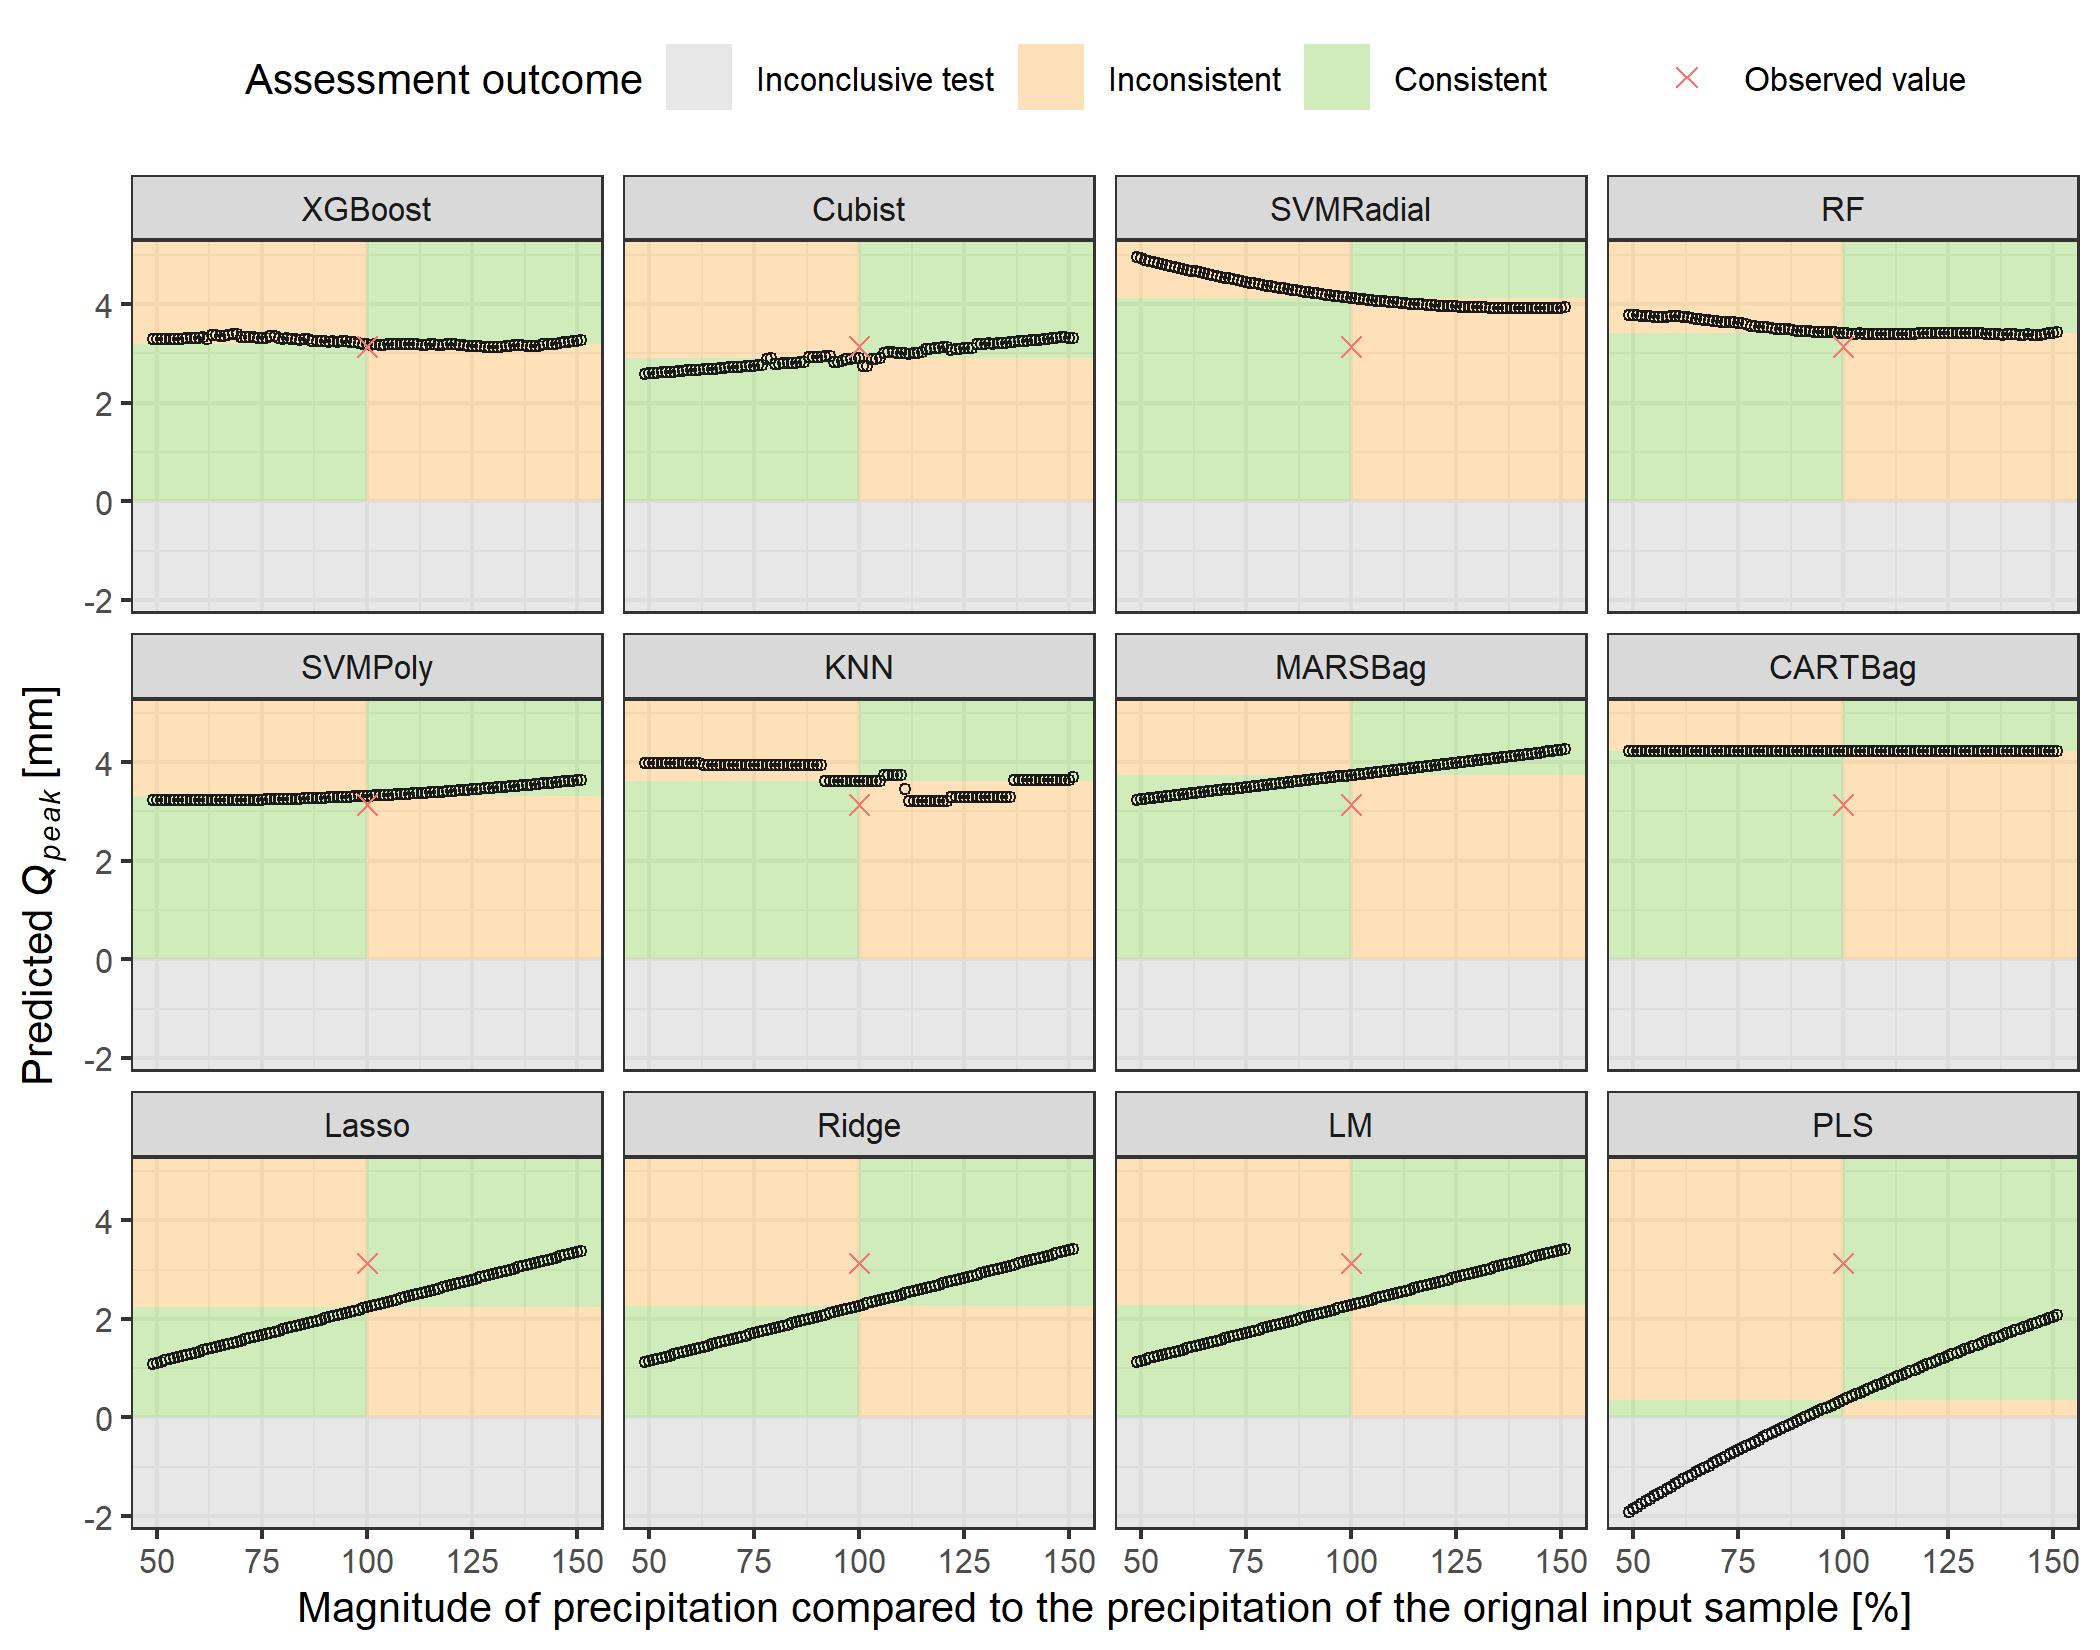 Assessment outcome Inconclusive test Inconsistent Consistent Observed value
XGBoost Cubist SVMRadial RF
4
2
0
-2
SVMPoly KNN MARSBag CARTBag
4
2
0
-2
Lasso Ridge LM PLS
4
2
0
-2
50 75 100 125 150 50 75 100 125 150 50 75 100 125 150 50 75 100 125 150
Predicted Qpeak [mm]
Magnitude of precipitation compared to the precipitation of the orignal input sample [%]